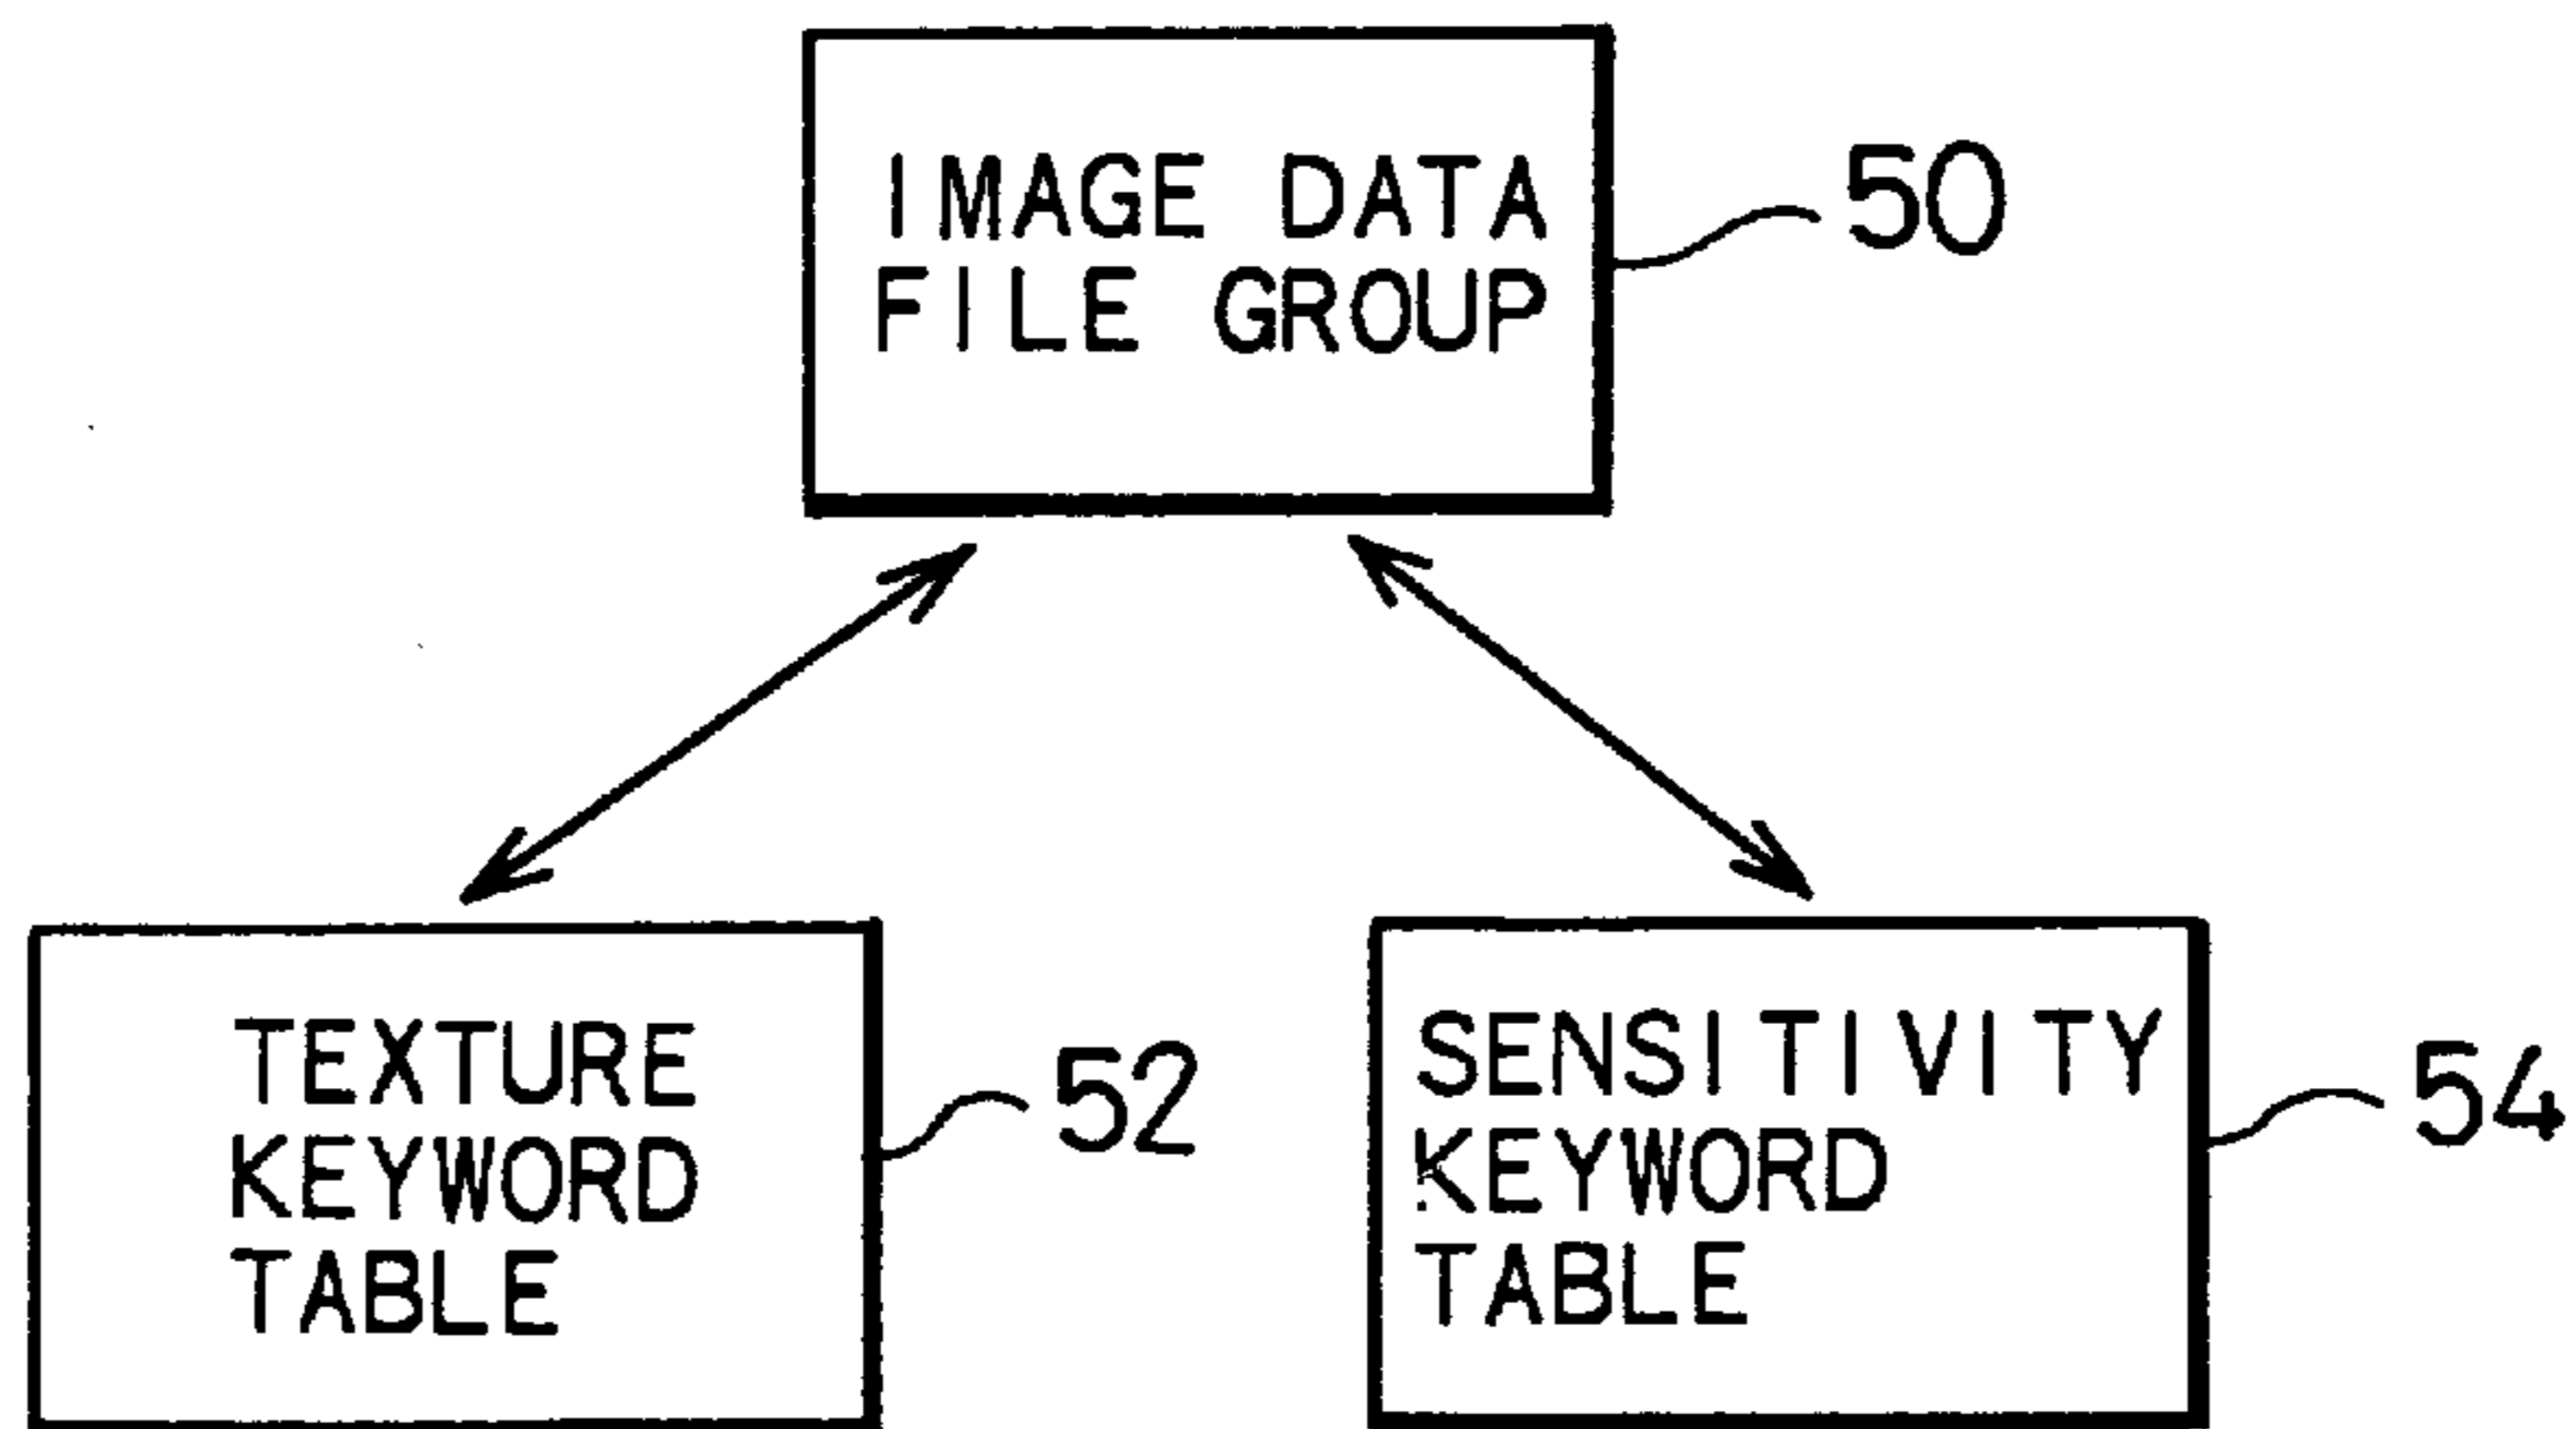 IMAGE DATA
FILE GROUP
50
TEXTURE
KEYWORD
TABLE
52
SENSITIVITY
KEYWORD
TABLE
54